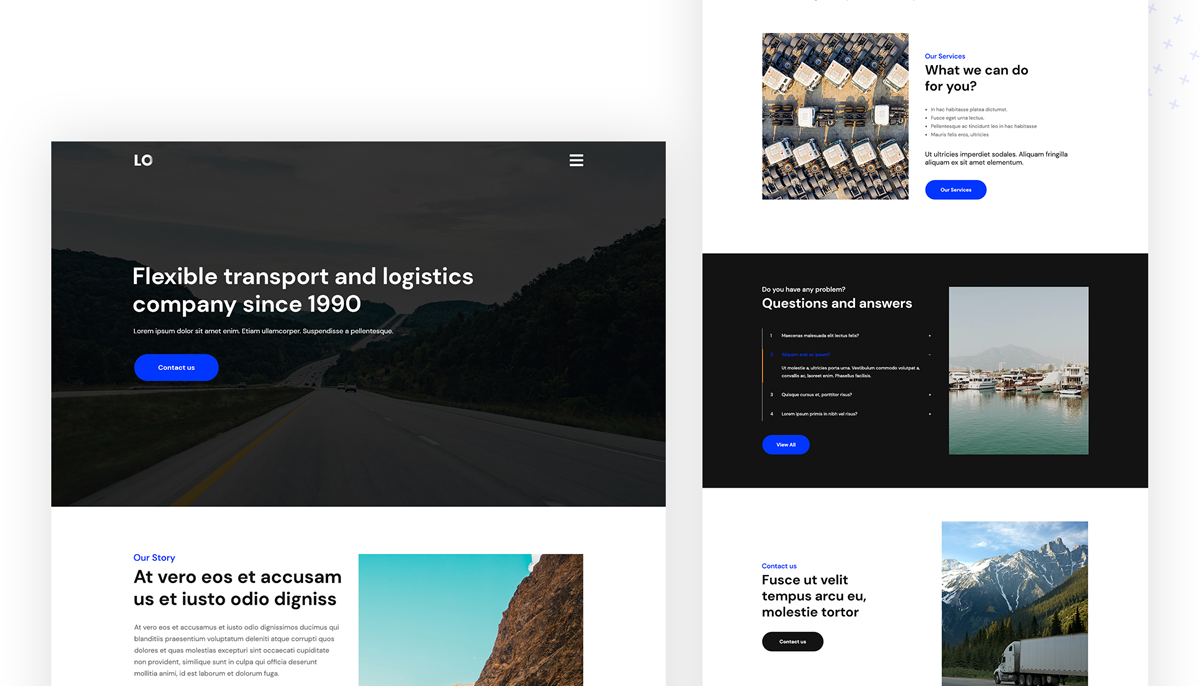 LO
Flexible transport and logistics
company since 1990
Lorem ipsum dolor sit amet enim. Etiam ullamcorper. Suspendisse a pellentesque.
Contact us
Our Story
At vero eos et accusam
us et iusto odio digniss
At vero eos et accusamus et iusto odio dignissimos ducimus qui
blanditiis praesentium voluptatum deleniti atque corrupti quos
dolores et quas molestias excepturi sint occaecati cupiditate
non provident, similique sunt in culpa qui officia deserunt
mollitia animi, id est laborum et dolorum fuga.
Our Services
What we can do
for you?
• In hac habitasse platea dictumst.
• Fusce eget urna lectus.
• Pellentesque ac tincidunt leo in hac habitasse
• Mauris felis eros, ultricies
Ut ultricies imperdiet sodales. Aliquam fringilla
aliquam ex sit amet elementum.
Our Services
Do you have any problem?
Questions and answers
1 Maecenas malesuada elit lectus felis? +
2 Aliquam erat ac ipsum? −
Ut molestie a, ultricies porta urna. Vestibulum commodo volutpat a,
convallis ac, laoreet enim. Phasellus facilisis.
3 Quisque cursus et, porttitor risus? +
4 Lorem ipsum primis in nibh vel risus? +
View All
Contact us
Fusce ut velit
tempus arcu eu,
molestie tortor
Contact us